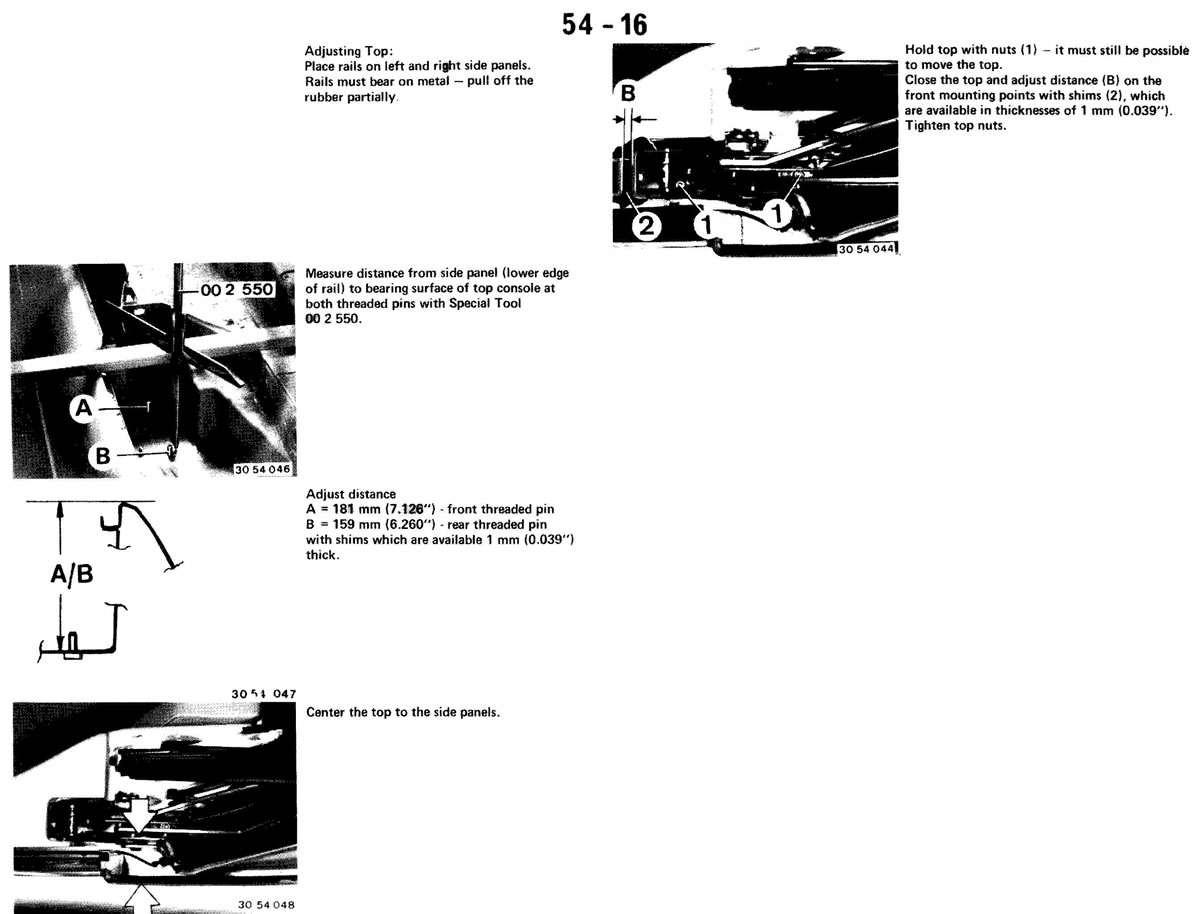 54 - 16
Adjusting Top:
Place rails on left and right side panels.
Rails must bear on metal — pull off the
rubber partially.
00 2 550
A
B
30 54 046
Measure distance from side panel (lower edge
of rail) to bearing surface of top console at
both threaded pins with Special Tool
00 2 550.
A/B
30 54 047
Adjust distance
A = 181 mm (7.126") - front threaded pin
B = 159 mm (6.260") - rear threaded pin
with shims which are available 1 mm (0.039")
thick.
30 54 048
Center the top to the side panels.
B
2
1
1
30 54 044
Hold top with nuts (1) — it must still be possible
to move the top.
Close the top and adjust distance (B) on the
front mounting points with shims (2), which
are available in thicknesses of 1 mm (0.039").
Tighten top nuts.